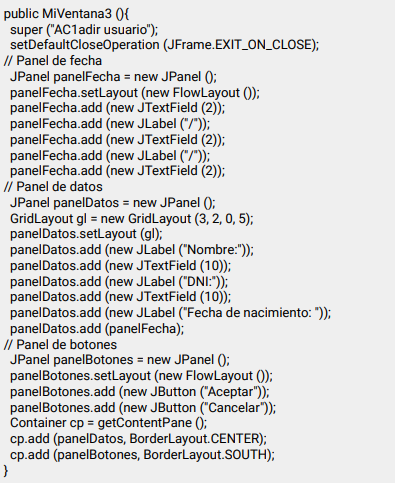 public MiVentana3 (){
super ("AC1adir usuario");
setDefaultCloseOperation (JFrame.EXIT_ON_CLOSE);
// Panel de fecha
JPanel panelFecha = new JPanel ();
panelFecha.setLayout (new FlowLayout ());
panelFecha.add (new JTextField (2));
panelFecha.add (new JLabel ("/"));
panelFecha.add (new JTextField (2));
panelFecha.add (new JLabel ("/"));
panelFecha.add (new JTextField (2));
// Panel de datos
JPanel panelDatos = new JPanel ();
GridLayout gl = new GridLayout (3, 2, 0, 5);
panelDatos.setLayout (gl);
panelDatos.add (new JLabel ("Nombre:"));
panelDatos.add (new JTextField (10));
panelDatos.add (new JLabel ("DNI:"));
panelDatos.add (new JTextField (10));
panelDatos.add (new JLabel ("Fecha de nacimiento: "));
panelDatos.add (panelFecha);
// Panel de botones
JPanel panelBotones = new JPanel ();
panelBotones.setLayout (new FlowLayout ());
panelBotones.add (new JButton ("Aceptar"));
panelBotones.add (new JButton ("Cancelar"));
Container cp = getContentPane ();
cp.add (panelDatos, BorderLayout.CENTER);
cp.add (panelBotones, BorderLayout.SOUTH);
}